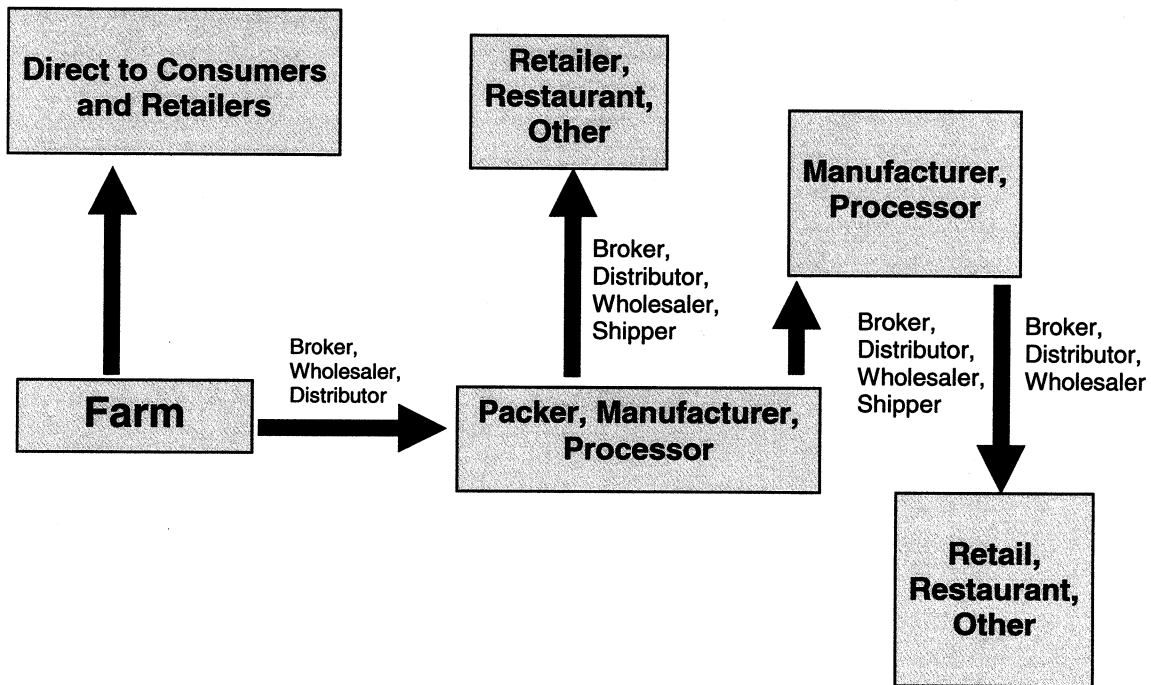 Direct to Consumers
and Retailers
Retailer,
Restaurant,
Other
Manufacturer,
Processor
Broker,
Distributor,
Wholesaler,
Shipper
Broker,
Wholesaler,
Distributor
Farm
Packer, Manufacturer,
Processor
Broker,
Distributor,
Wholesaler,
Shipper
Broker,
Distributor,
Wholesaler
Retail,
Restaurant,
Other